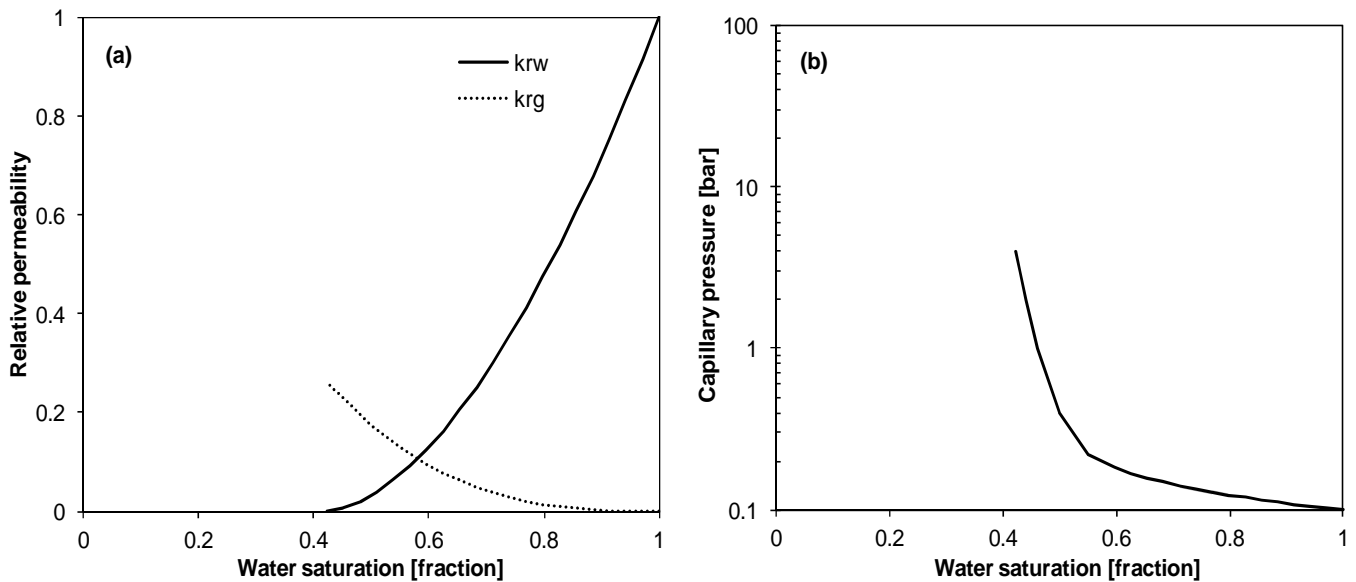 (a)
krw
krg
Relative permeability
1
0.8
0.6
0.4
0.2
0
0 0.2 0.4 0.6 0.8 1
Water saturation [fraction]
(b)
Capillary pressure [bar]
100
10
1
0.1
0 0.2 0.4 0.6 0.8 1
Water saturation [fraction]